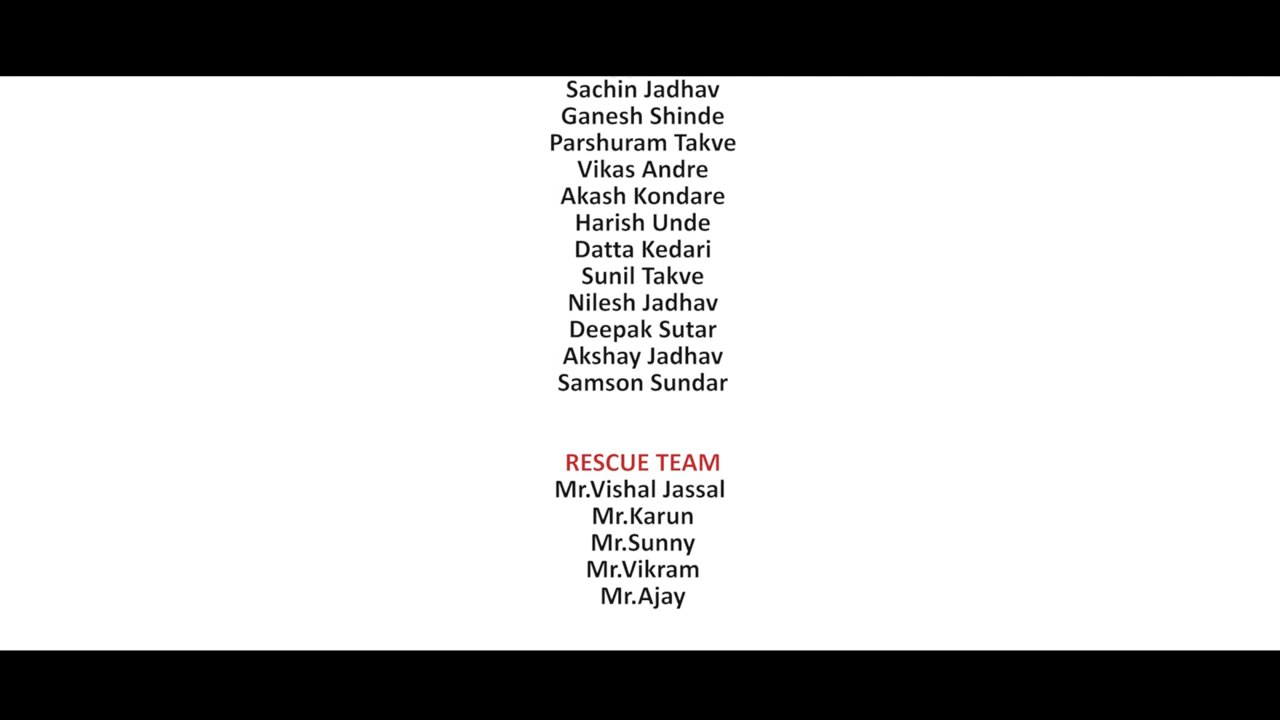 Sachin Jadhav
Ganesh Shinde
Parshuram Takve
Vikas Andre
Akash Kondare
Harish Unde
Datta Kedari
Sunil Takve
Nilesh Jadhav
Deepak Sutar
Akshay Jadhav
Samson Sundar
RESCUE TEAM
Mr.Vishal Jassal
Mr.Karun
Mr.Sunny
Mr.Vikram
Mr.Ajay